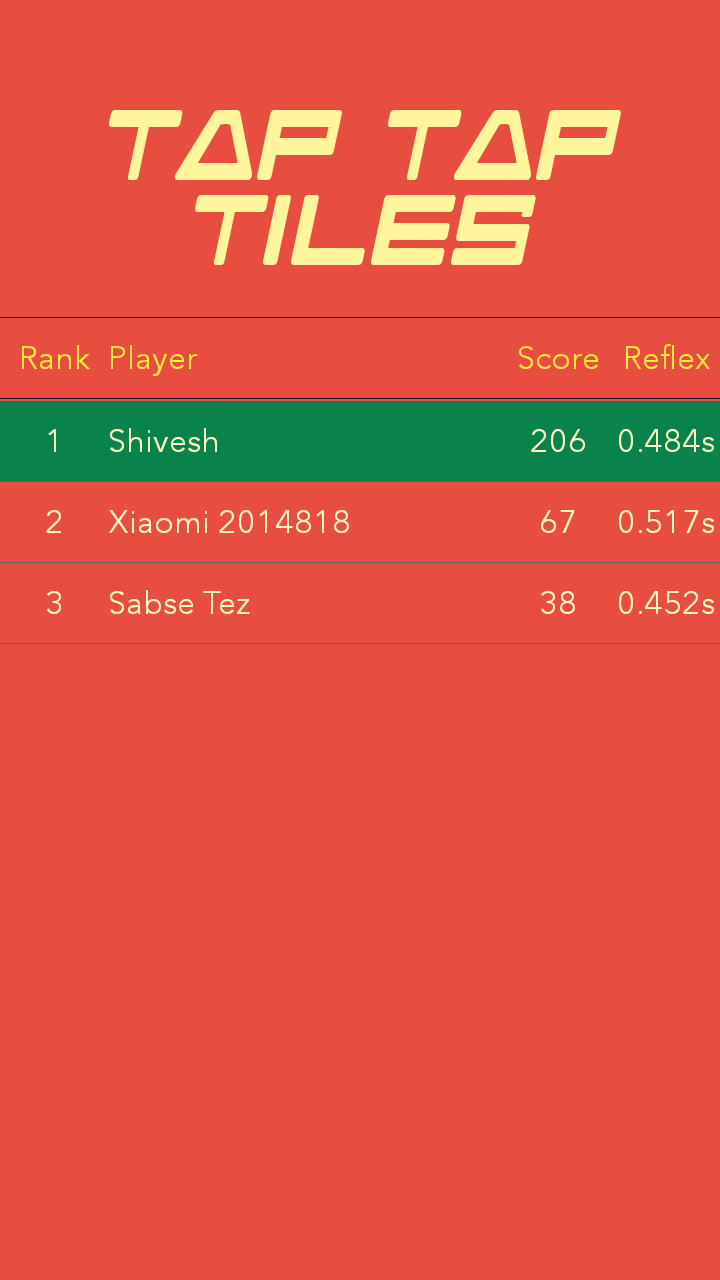 TAP TAP
TILES
Rank Player Score Reflex
1 Shivesh 206 0.484s
2 Xiaomi 2014818 67 0.517s
3 Sabse Tez 38 0.452s